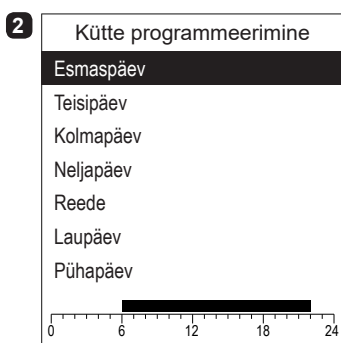 2
Kütte programmeerimine
Esmaspäev
Teisipäev
Kolmapäev
Neljapäev
Reede
Laupäev
Pühapäev
0 6 12 18 24